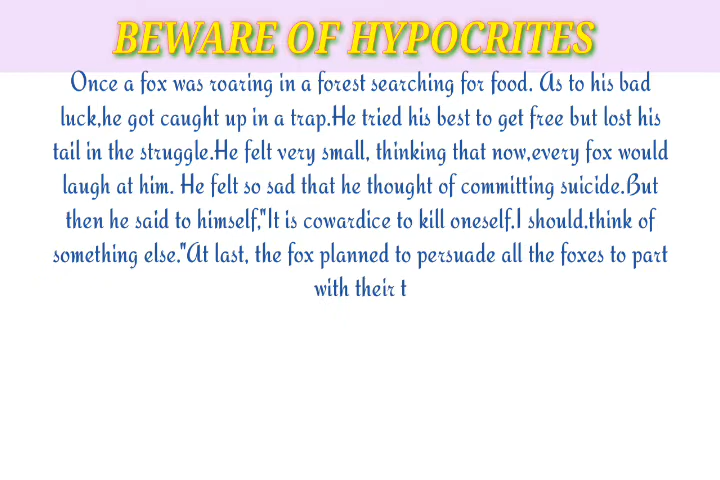 BEWARE OF HYPOCRITES
Once a fox was roaring in a forest searching for food. As to his bad
luck,he got caught up in a trap.He tried his best to get free but lost his
tail in the struggle.He felt very small, thinking that now,every fox would
laugh at him. He felt so sad that he thought of committing suicide.But
then he said to himself,"It is cowardice to kill oneself.I should.think of
something else."At last, the fox planned to persuade all the foxes to part
with their t